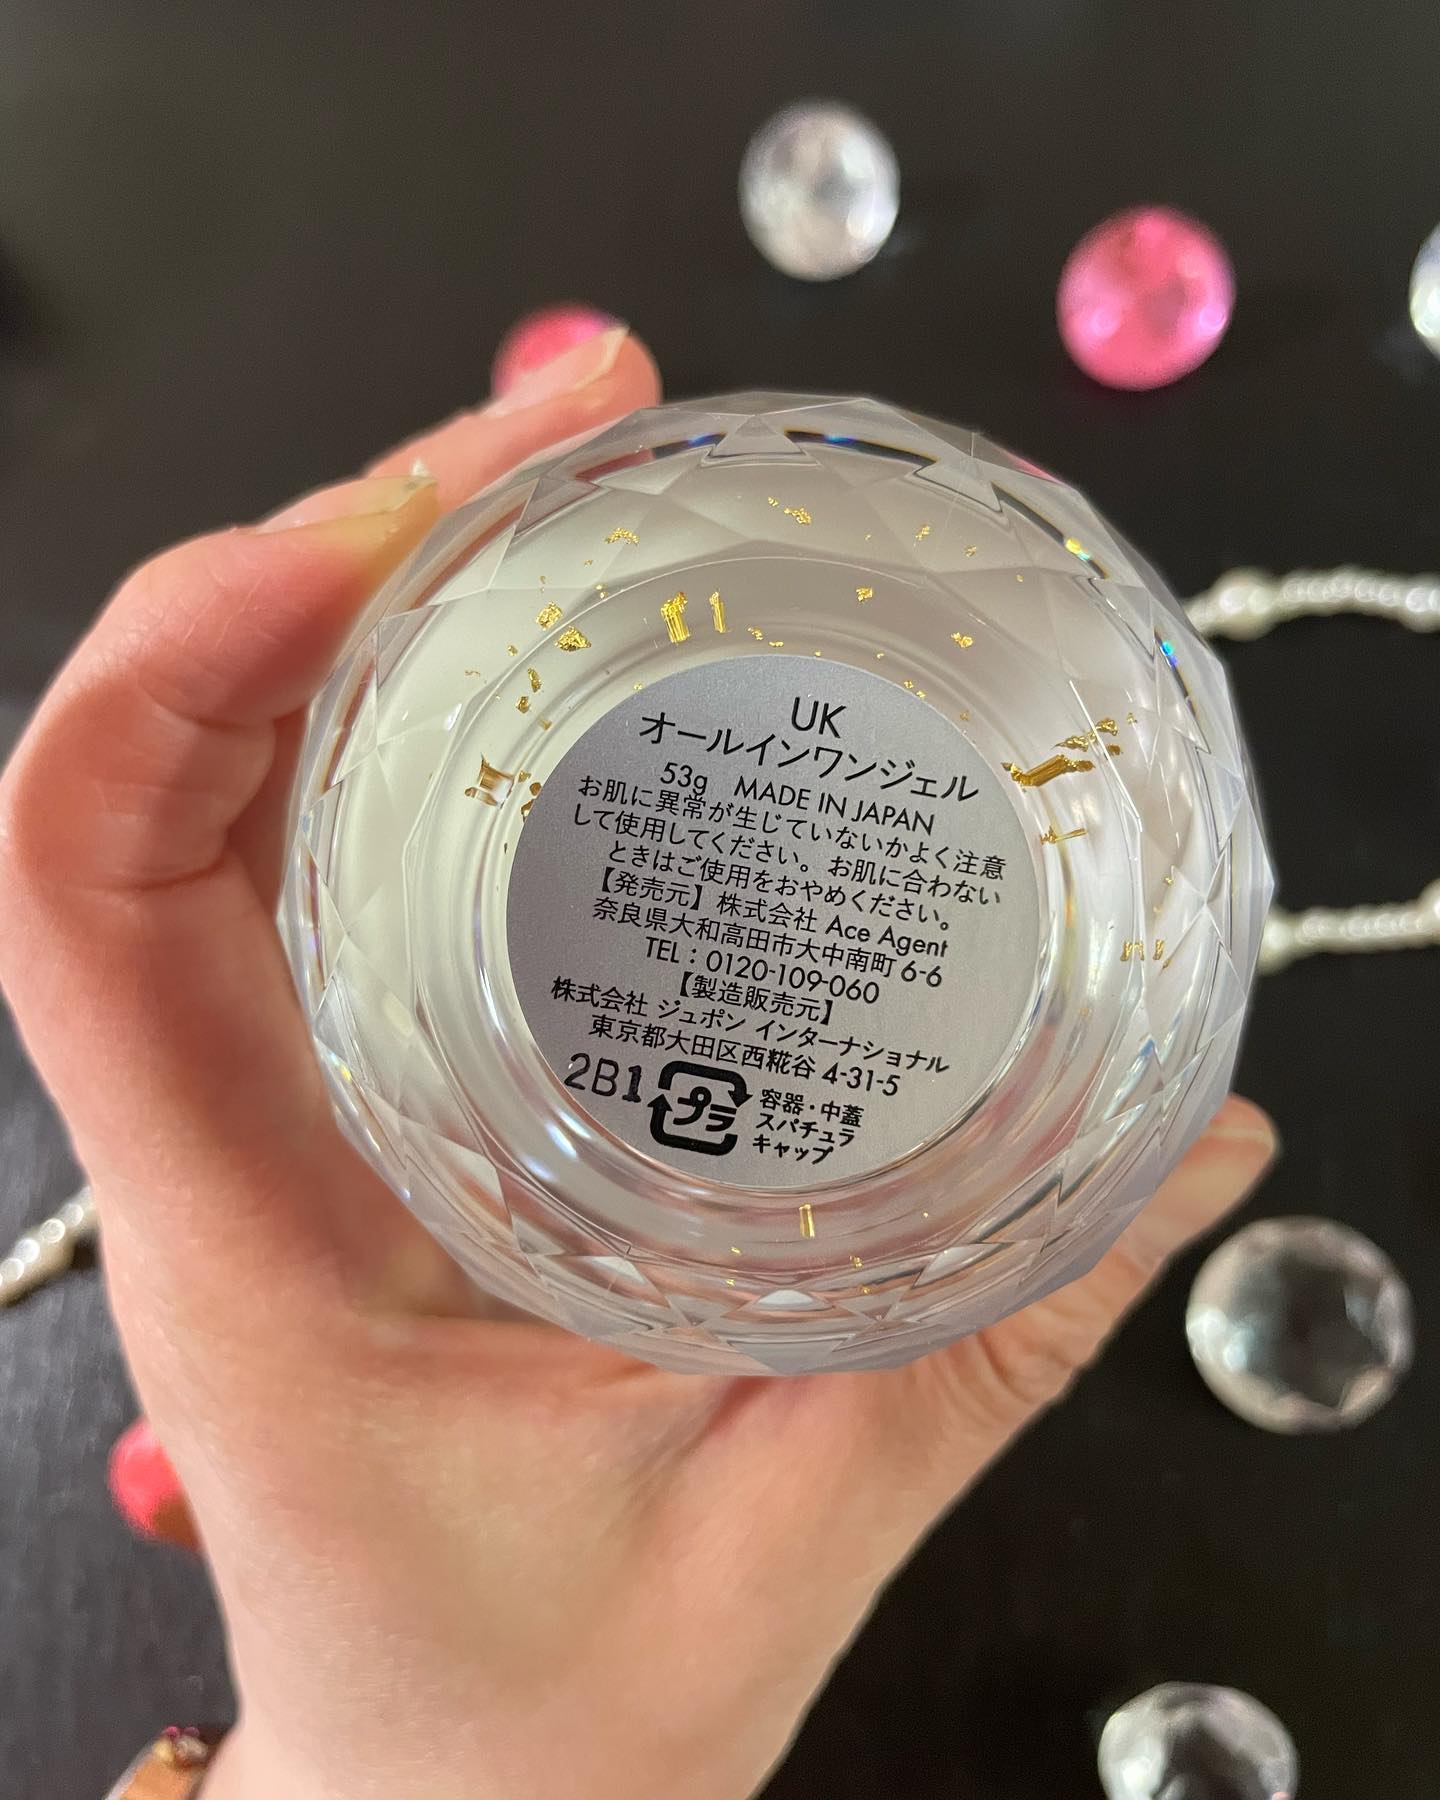 UK
オールインワンジェル
53g MADE IN JAPAN
お肌に異常が生じていないかよく注意
して使用してください。お肌に合わない
ときはご使用をおやめください。
【発売元】株式会社 Ace Agent
奈良県大和高田市大中南町 6-6
TEL：0120-109-060
【製造販売元】
株式会社 ジュポン インターナショナル
東京都大田区西糀谷 4-31-5
2B1 プラ 容器・中蓋
スパチュラ
キャップ